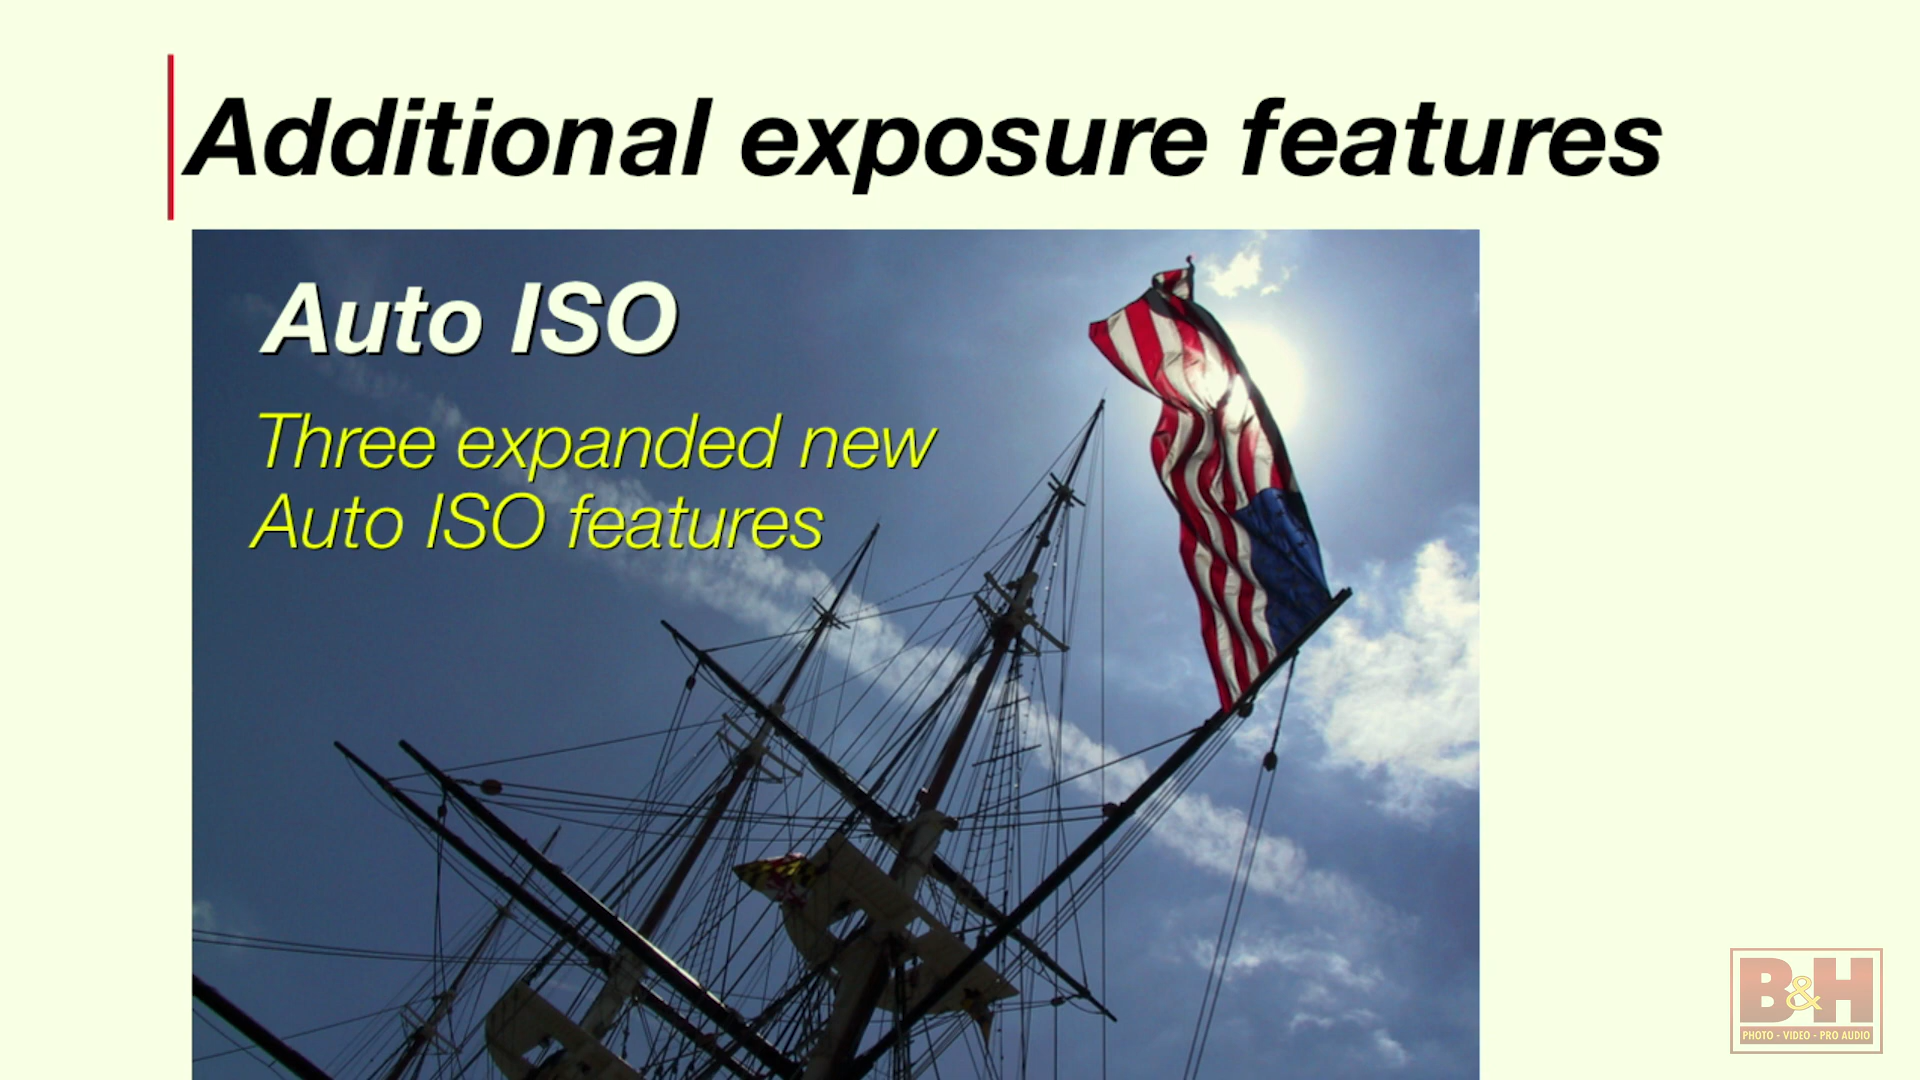 Additional exposure features
Auto ISO
Three expanded new
Auto ISO features
B&H
PHOTO - VIDEO - PRO AUDIO